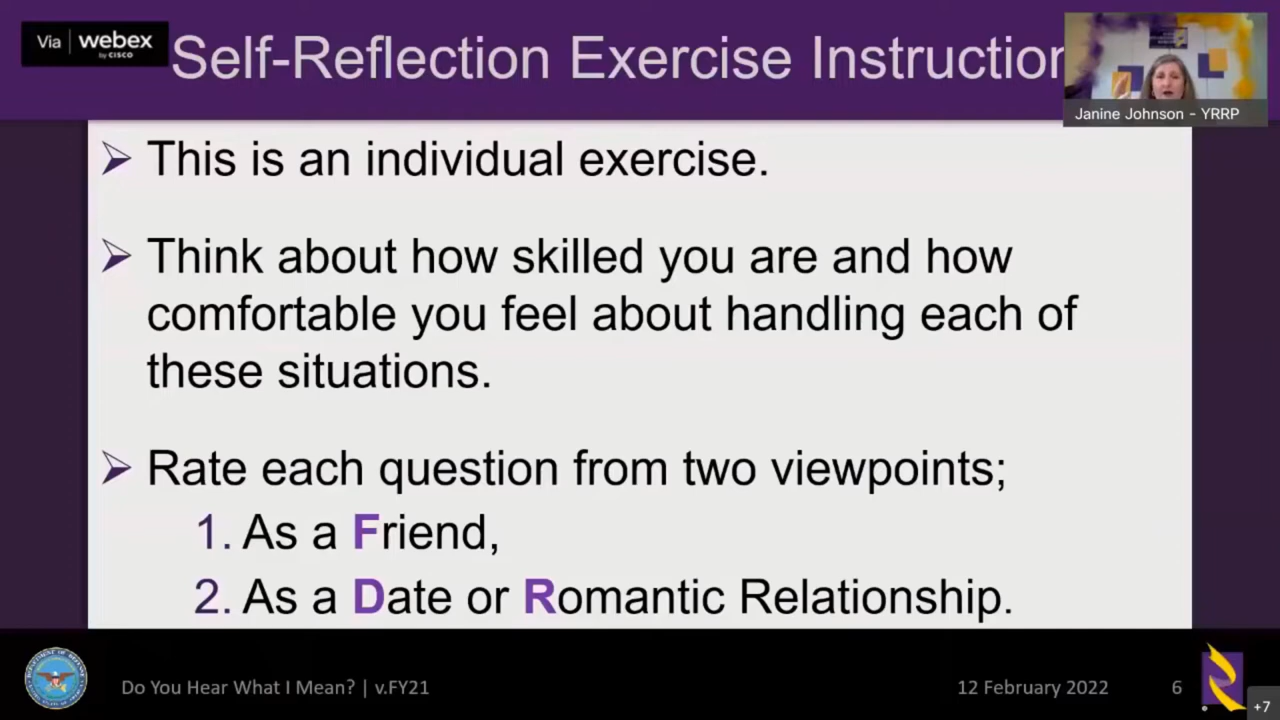 Via webex
by CISCO
Self-Reflection Exercise Instruction
Janine Johnson - YRRP
➢ This is an individual exercise.
➢ Think about how skilled you are and how
comfortable you feel about handling each of
these situations.
➢ Rate each question from two viewpoints;
1. As a Friend,
2. As a Date or Romantic Relationship.
Do You Hear What I Mean? | v.FY21
12 February 2022
6
+7